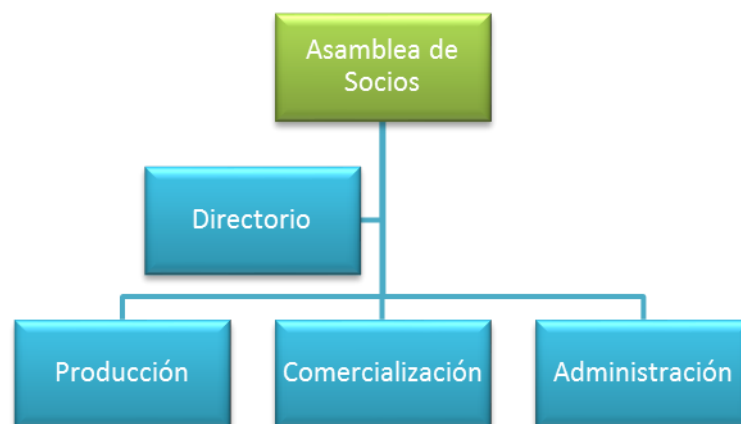 Asamblea de
Socios
Directorio
Producción
Comercialización
Administración